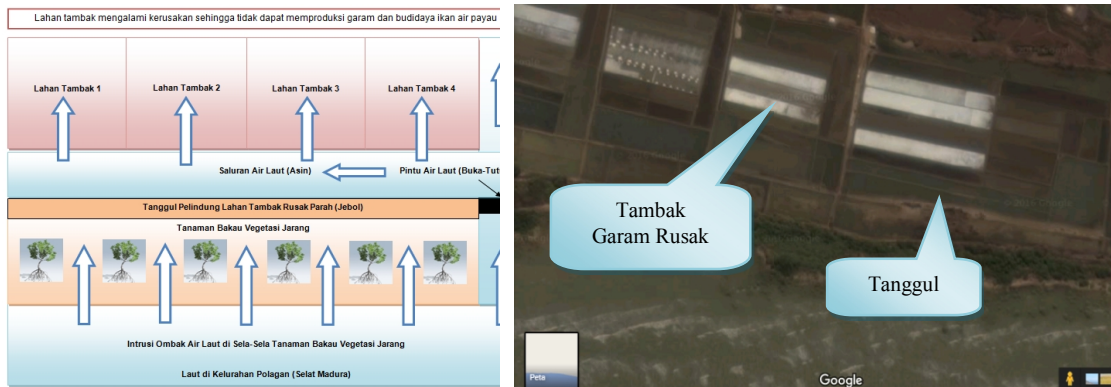 Lahan tambak mengalami kerusakan sehingga tidak dapat memproduksi garam dan budidaya ikan air payau
Lahan Tambak 1
Lahan Tambak 2
Lahan Tambak 3
Lahan Tambak 4
Saluran Air Laut (Asin)
Pintu Air Laut (Buka-Tutu
Tanggul Pelindung Lahan Tambak Rusak Parah (Jebol)
Tanaman Bakau Vegetasi Jarang
Intrusi Ombak Air Laut di Sela-Sela Tanaman Bakau Vegetasi Jarang
Laut di Kelurahan Polagan (Selat Madura)
Tambak
Garam Rusak
Tanggul
Peta
Google